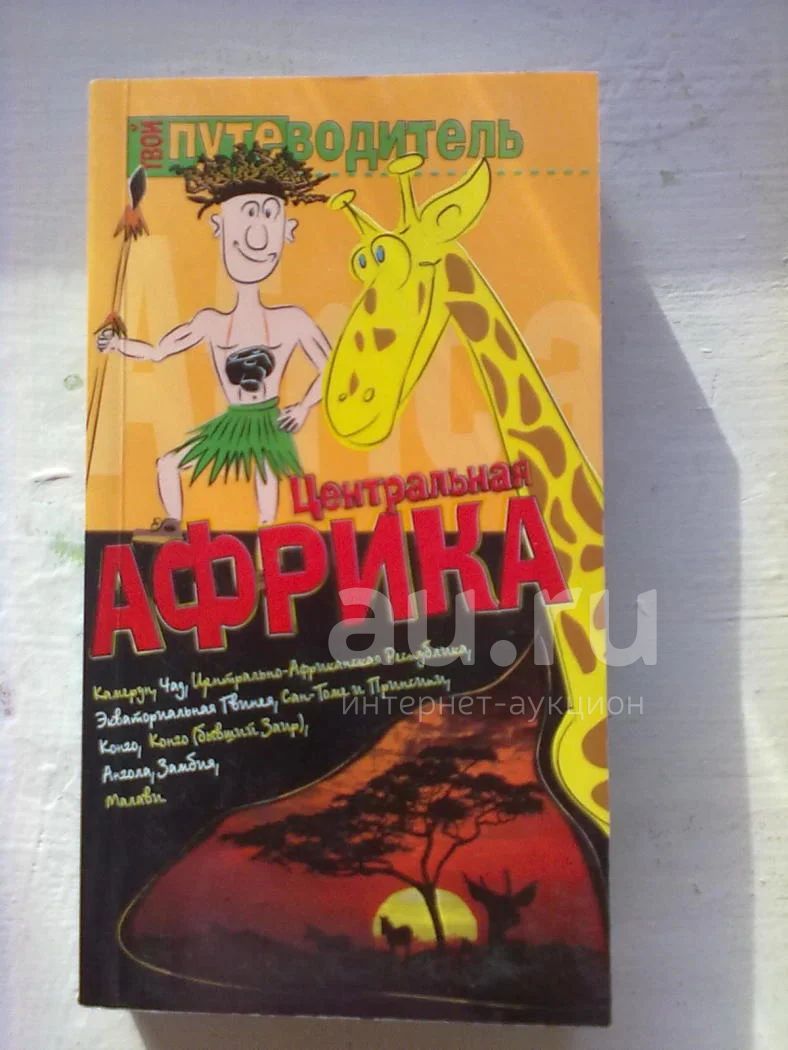 ТВОЙ
ПУТЕВОДИТЕЛЬ
Africa
Центральная
АФРИКА
Камерун, Чад, Центрально-Африканская Республика,
Экваториальная Гвинея, Сан-Томе и Принсипи,
Конго, Конго (бывший Заир),
Ангола, Замбия,
Малави
au.ru
интернет-аукцион